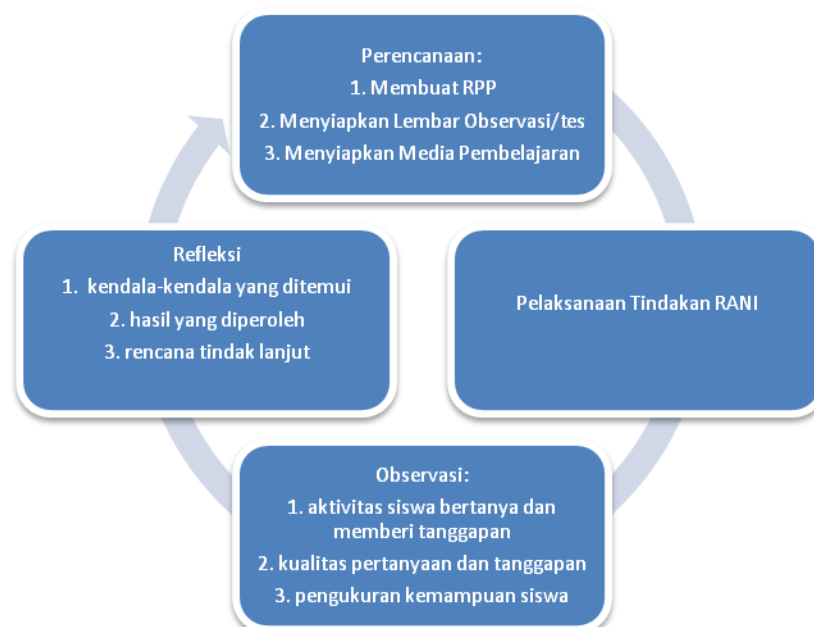 Perencanaan:
1. Membuat RPP
2. Menyiapkan Lembar Observasi/tes
3. Menyiapkan Media Pembelajaran
Pelaksanaan Tindakan RANI
Observasi:
1. aktivitas siswa bertanya dan
memberi tanggapan
2. kualitas pertanyaan dan tanggapan
3. pengukuran kemampuan siswa
Refleksi
1. kendala-kendala yang ditemui
2. hasil yang diperoleh
3. rencana tindak lanjut